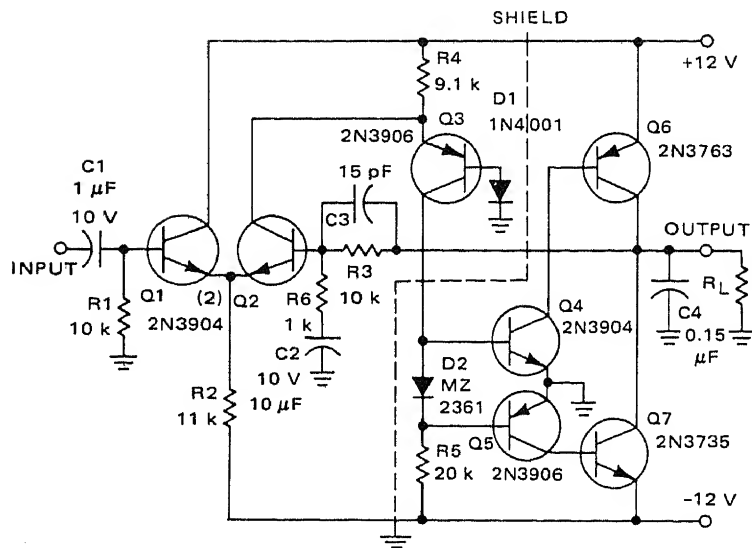 SHIELD
R4
9.1 k
+12 V
D1
1N4001
Q3
2N3906
Q6
2N3763
C1
1 µF
10 V
15 pF
C3
INPUT
OUTPUT
R1
10 k
Q1
(2)
Q2
2N3904
R6
1 k
R3
10 k
RL
C4
0.15
µF
Q4
2N3904
C2
10 V
10 µF
R2
11 k
D2
MZ
2361
Q5
2N3906
Q7
2N3735
R5
20 k
-12 V